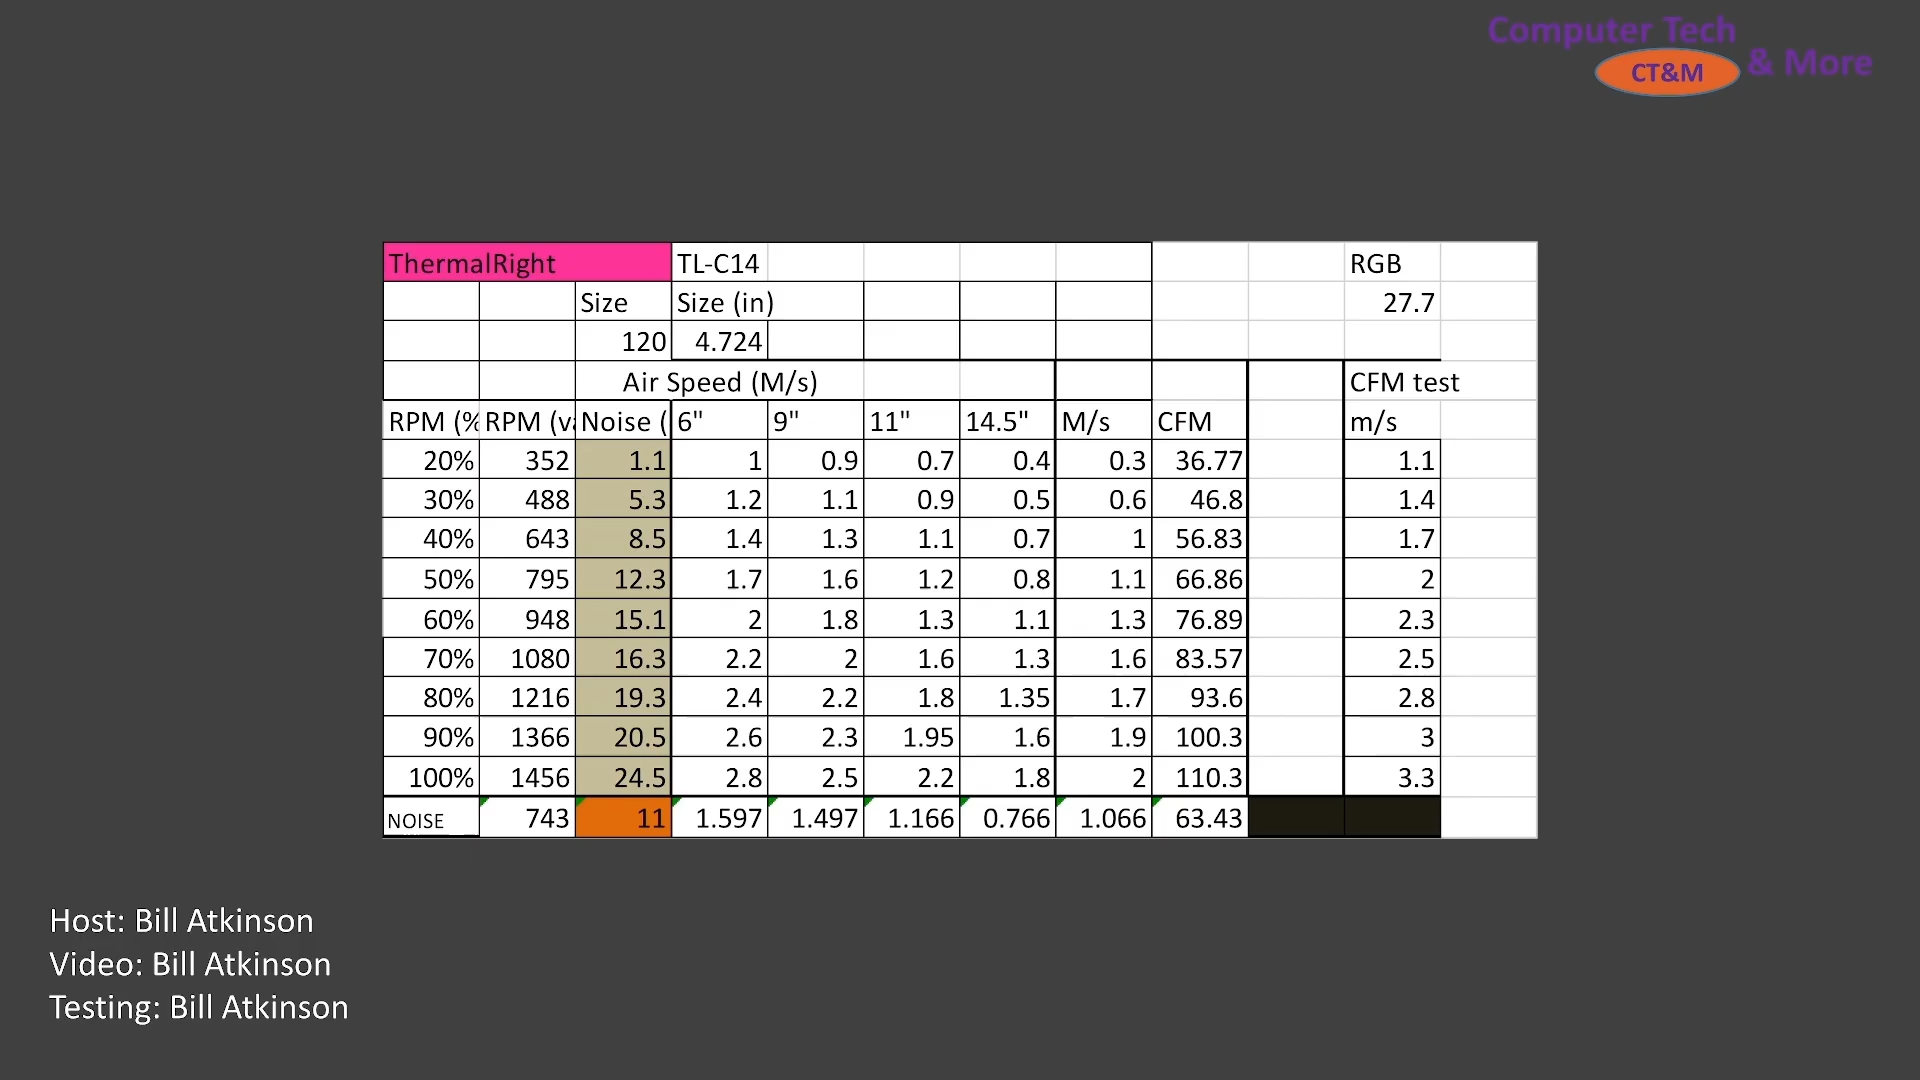 Computer Tech
& More
CT&M
ThermalRight TL-C14 RGB
Size Size (in) 27.7
120 4.724
Air Speed (M/s) CFM test
RPM (% RPM (va Noise ( 6" 9" 11" 14.5" M/s CFM m/s
20% 352 1.1 1 0.9 0.7 0.4 0.3 36.77 1.1
30% 488 5.3 1.2 1.1 0.9 0.5 0.6 46.8 1.4
40% 643 8.5 1.4 1.3 1.1 0.7 1 56.83 1.7
50% 795 12.3 1.7 1.6 1.2 0.8 1.1 66.86 2
60% 948 15.1 2 1.8 1.3 1.1 1.3 76.89 2.3
70% 1080 16.3 2.2 2 1.6 1.3 1.6 83.57 2.5
80% 1216 19.3 2.4 2.2 1.8 1.35 1.7 93.6 2.8
90% 1366 20.5 2.6 2.3 1.95 1.6 1.9 100.3 3
100% 1456 24.5 2.8 2.5 2.2 1.8 2 110.3 3.3
NOISE 743 11 1.597 1.497 1.166 0.766 1.066 63.43
Host: Bill Atkinson
Video: Bill Atkinson
Testing: Bill Atkinson